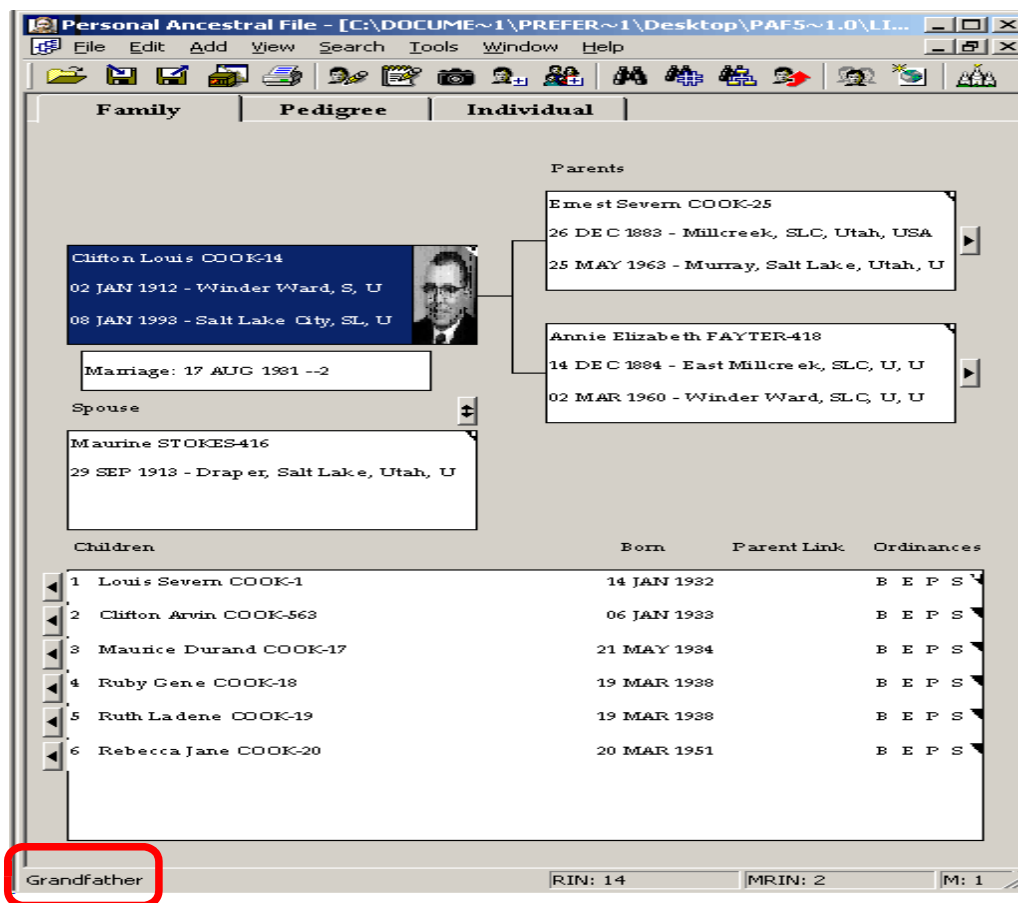 Personal Ancestral File - [C:\DOCUME~1\PREFER~1\Desktop\PAF5~1.0\LI...
File Edit Add View Search Tools Window Help
Family Pedigree Individual
Parents
Ernest Severn COOK-25
26 DEC 1883 - Millcreek, SLC, Utah, USA
25 MAY 1963 - Murray, Salt Lake, Utah, U
Clifton Louis COOK-14
02 JAN 1912 - Winder Ward, S, U
08 JAN 1993 - Salt Lake City, SL, U
Annie Elizabeth FAYTER-418
14 DEC 1884 - East Millcreek, SLC, U, U
02 MAR 1960 - Winder Ward, SLC, U, U
Marriage: 17 AUG 1931 --2
Spouse
Maurine STOKES-416
29 SEP 1913 - Draper, Salt Lake, Utah, U
Children Born Parent Link Ordinances
1 Louis Severn COOK-1 14 JAN 1932 B E P S
2 Clifton Arvin COOK-563 06 JAN 1933 B E P S
3 Maurice Durand COOK-17 21 MAY 1934 B E P S
4 Ruby Gene COOK-18 19 MAR 1938 B E P S
5 Ruth Ladene COOK-19 19 MAR 1938 B E P S
6 Rebecca Jane COOK-20 20 MAR 1951 B E P S
Grandfather RIN: 14 MRIN: 2 M: 1